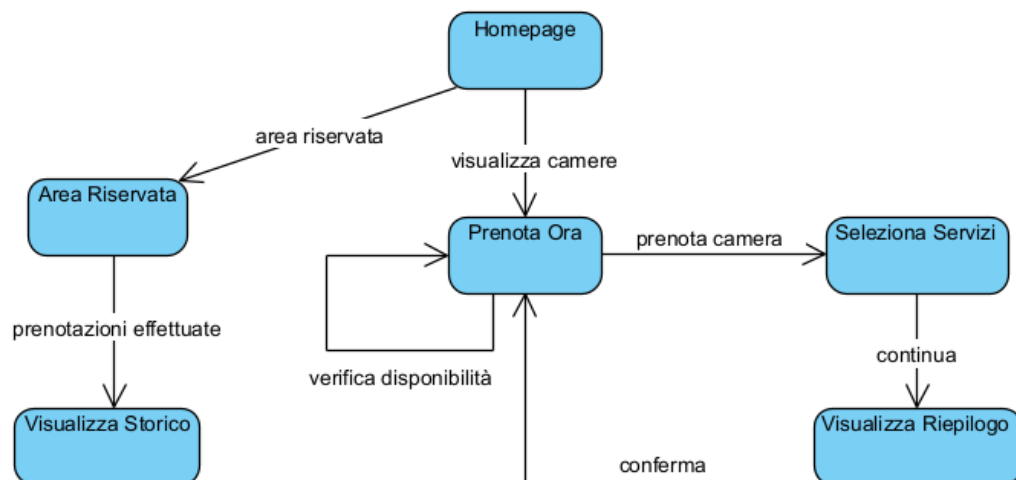 Homepage
area riservata
visualizza camere
Area Riservata
Prenota Ora
prenota camera
Seleziona Servizi
prenotazioni effettuate
verifica disponibilità
continua
Visualizza Storico
Visualizza Riepilogo
conferma